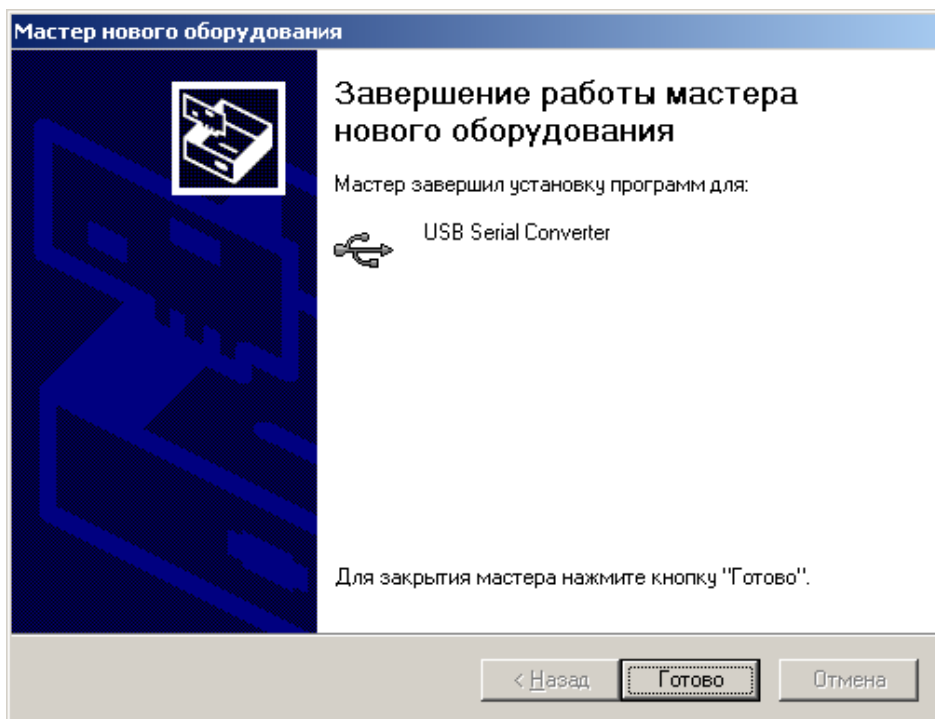 Мастер нового оборудования
Завершение работы мастера
нового оборудования
Мастер завершил установку программ для:
USB Serial Converter
Для закрытия мастера нажмите кнопку "Готово".
< Назад
Готово
Отмена